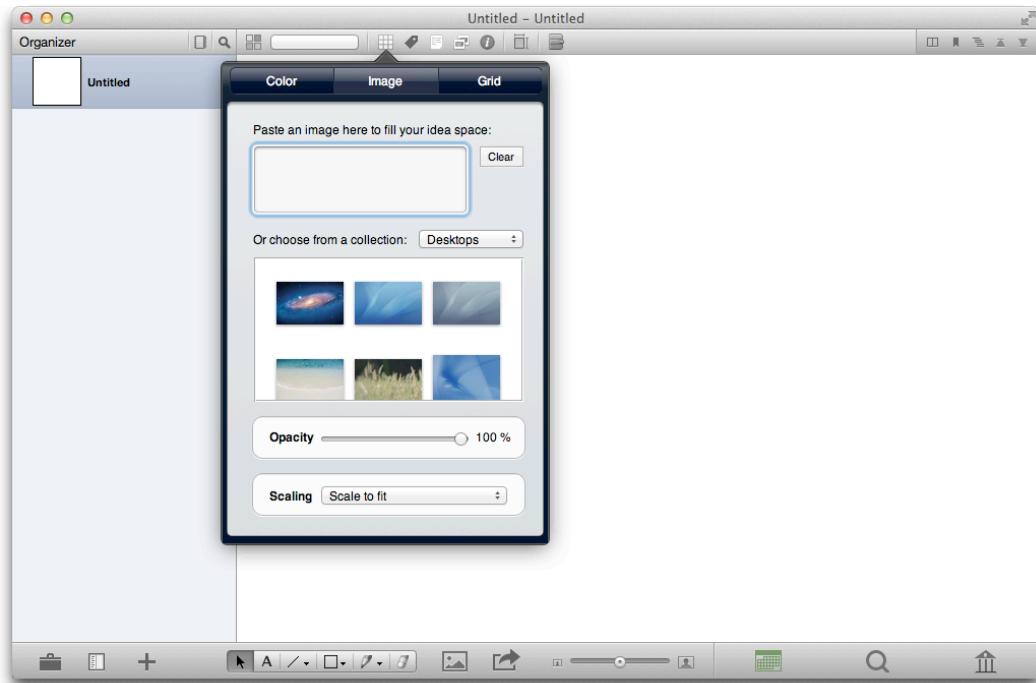 Untitled – Untitled
Organizer
Untitled
Color Image Grid
Paste an image here to fill your idea space:
Clear
Or choose from a collection: Desktops
Opacity 100 %
Scaling Scale to fit
A